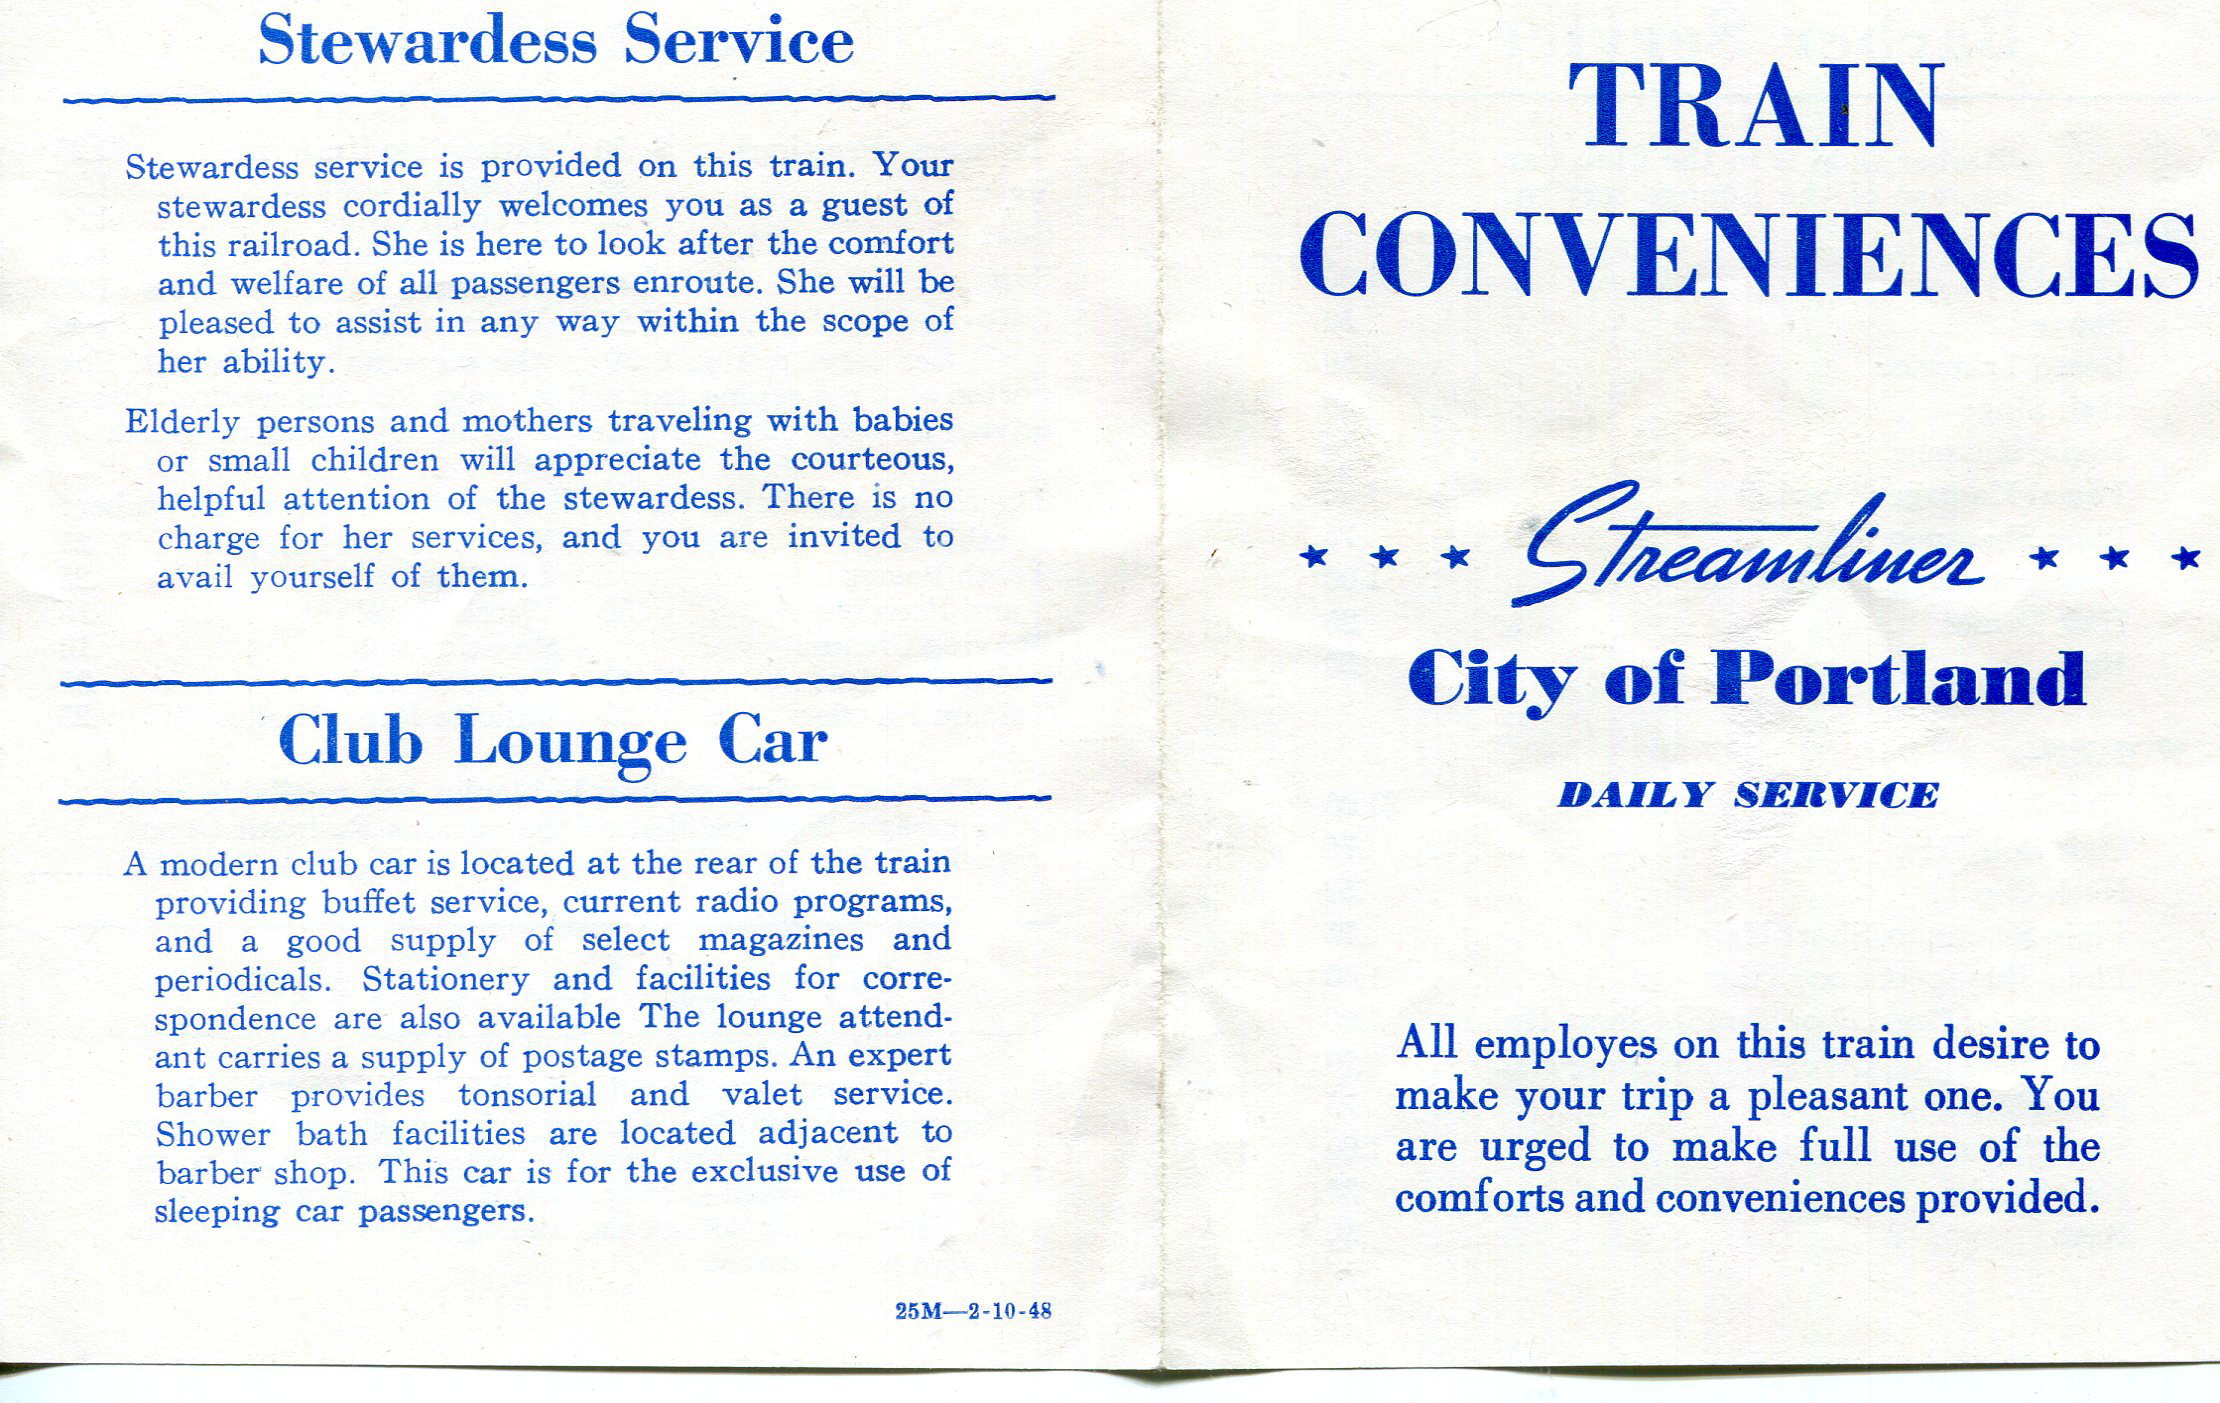 Stewardess Service
Stewardess service is provided on this train. Your
stewardess cordially welcomes you as a guest of
this railroad. She is here to look after the comfort
and welfare of all passengers enroute. She will be
pleased to assist in any way within the scope of
her ability.
Elderly persons and mothers traveling with babies
or small children will appreciate the courteous,
helpful attention of the stewardess. There is no
charge for her services, and you are invited to
avail yourself of them.
Club Lounge Car
A modern club car is located at the rear of the train
providing buffet service, current radio programs,
and a good supply of select magazines and
periodicals. Stationery and facilities for corre-
spondence are also available The lounge attend-
ant carries a supply of postage stamps. An expert
barber provides tonsorial and valet service.
Shower bath facilities are located adjacent to
barber shop. This car is for the exclusive use of
sleeping car passengers.
25M—2-10-48
TRAIN
CONVENIENCES
★ ★ ★ Streamliner ★ ★ ★
City of Portland
DAILY SERVICE
All employes on this train desire to
make your trip a pleasant one. You
are urged to make full use of the
comforts and conveniences provided.